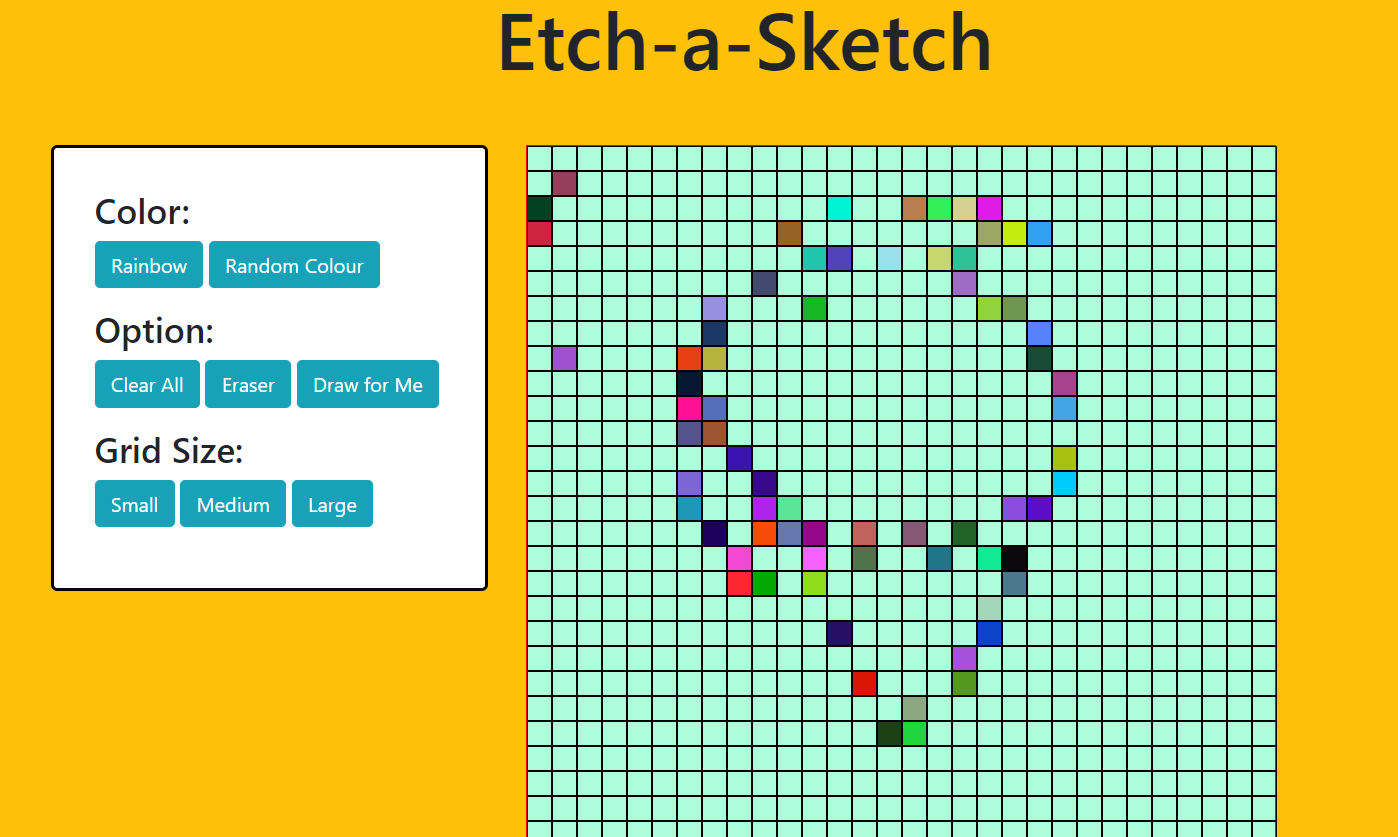 Etch-a-Sketch
Color:
Rainbow Random Colour
Option:
Clear All Eraser Draw for Me
Grid Size:
Small Medium Large